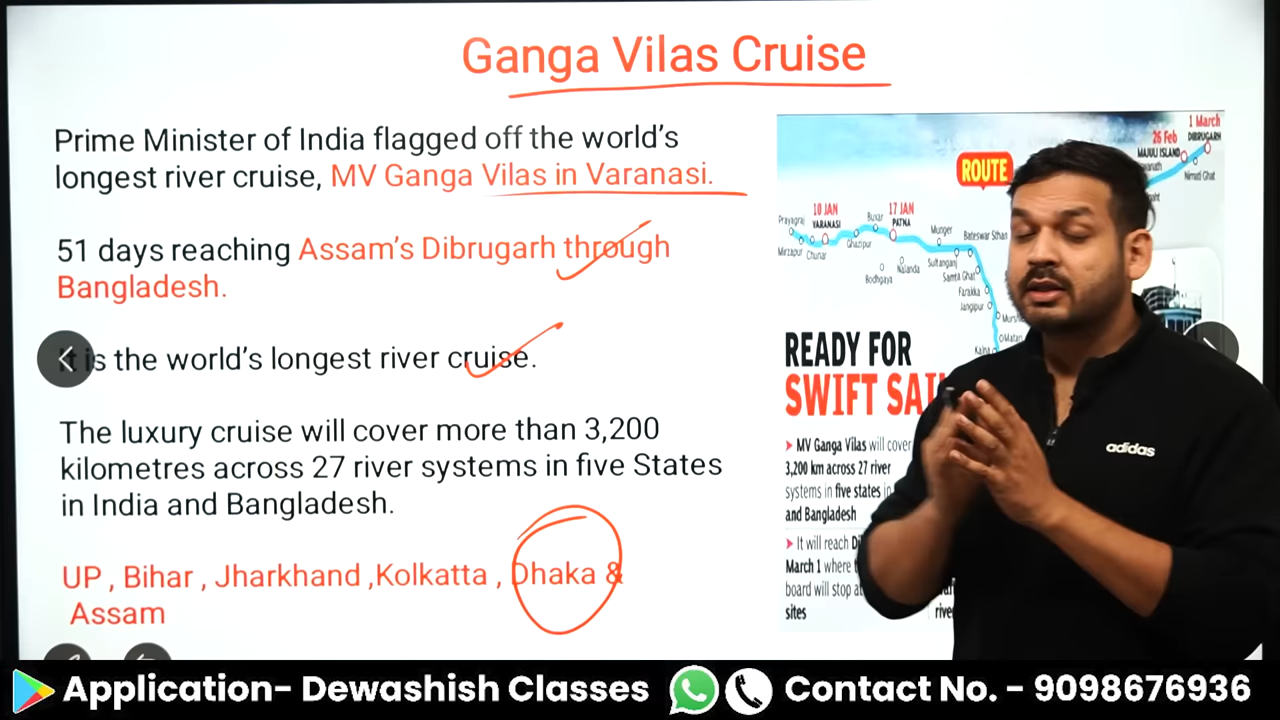 Ganga Vilas Cruise
Prime Minister of India flagged off the world's
longest river cruise, MV Ganga Vilas in Varanasi.
51 days reaching Assam's Dibrugarh through
Bangladesh.
It is the world's longest river cruise.
The luxury cruise will cover more than 3,200
kilometres across 27 river systems in five States
in India and Bangladesh.
UP , Bihar , Jharkhand ,Kolkatta , Dhaka &
Assam
1 March
DIBRUGARH
26 Feb
MAJULI ISLAND
Nimati Ghat
ROUTE
10 JAN
VARANASI
17 JAN
PATNA
Prayagraj
Mirzapur
Chunar
Ghazipur
Buxar
Munger
Bateswar Sthan
Bodhgaya
Nalanda
Sultanganj
Samta Ghat
Farakka
Jangipur
READY FOR
SWIFT SAI
MV Ganga Vilas will cover
3,200 km across 27 river
systems in five states in
and Bangladesh
It will reach
March 1 where
board will stop at
sites
adidas
Application- Dewashish Classes
Contact No. - 9098676936